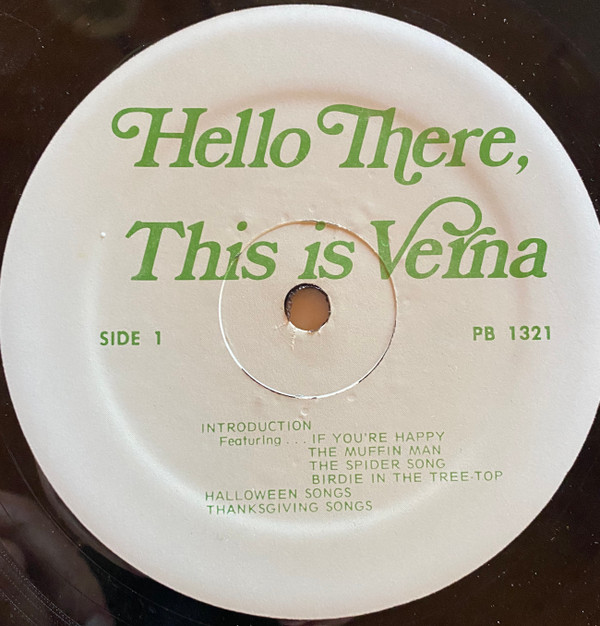 Hello There,
This is Verna
SIDE 1
PB 1321
INTRODUCTION
Featuring... IF YOU'RE HAPPY
THE MUFFIN MAN
THE SPIDER SONG
BIRDIE IN THE TREE-TOP
HALLOWEEN SONGS
THANKSGIVING SONGS